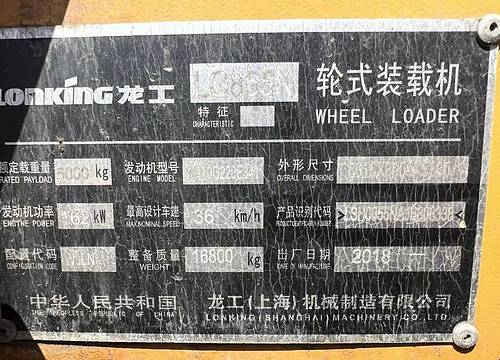 LONKING 龙工 轮式装载机
特征
CHARACTERISTIC
WHEEL LOADER
额定载重量 5000 kg 发动机型号 外形尺寸
RATED PAYLOAD ENGINE MODEL OVERALL DIMENSIONS
发动机功率 162 kW 最高设计车速 36 km/h 产品识别代码
ENGINE POWER MAX.NOMINAL SPEED
配置代码 整备质量 16800 kg 出厂日期 2018
CONFIGURATION CODE WEIGHT DATE OF MANUFACTURE
中华人民共和国 龙工(上海)机械制造有限公司
THE PEOPLE'S REPUBLIC OF CHINA LONKING(SHANGHAI)MACHINERY CO.,LTD